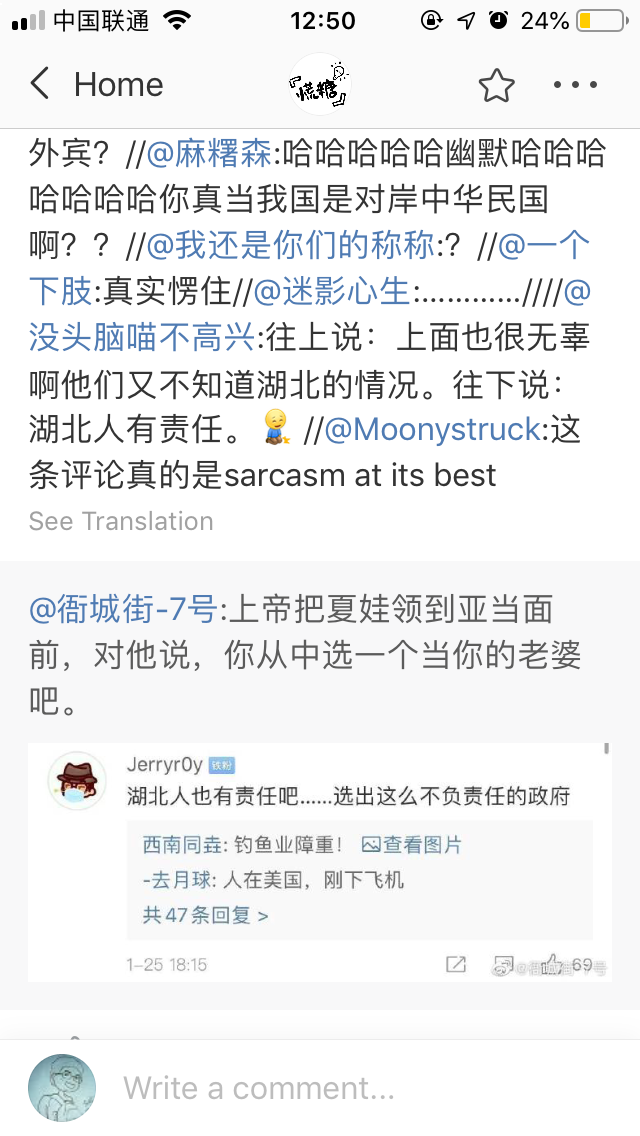 中国联通 12:50 24%
Home
『慌糖』
外宾？//@麻糬森:哈哈哈哈哈幽默哈哈哈
哈哈哈哈你真当我国是对岸中华民国
啊？？//@我还是你们的称称:？//@一个
下肢:真实愣住//@迷影心生:…………////@
没头脑喵不高兴:往上说：上面也很无辜
啊他们又不知道湖北的情况。往下说：
湖北人有责任。//@Moonystruck:这
条评论真的是sarcasm at its best
See Translation
@衙城街-7号:上帝把夏娃领到亚当面
前，对他说，你从中选一个当你的老婆
吧。
Jerryr0y 铁粉
湖北人也有责任吧……选出这么不负责任的政府
西南同垚: 钓鱼业障重！ 查看图片
-去月球: 人在美国，刚下飞机
共47条回复 >
1-25 18:15 69
Write a comment...